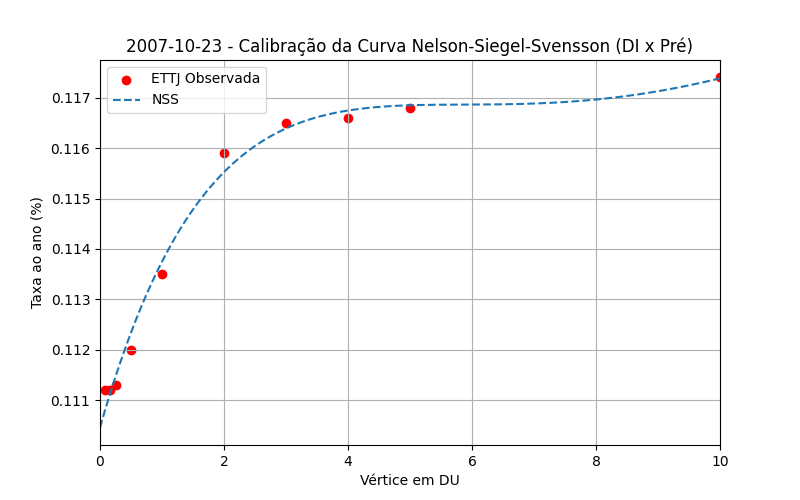 2007-10-23 - Calibração da Curva Nelson-Siegel-Svensson (DI x Pré)
ETTJ Observada
NSS
Taxa ao ano (%)
0.117
0.116
0.115
0.114
0.113
0.112
0.111
0
2
4
6
8
10
Vértice em DU